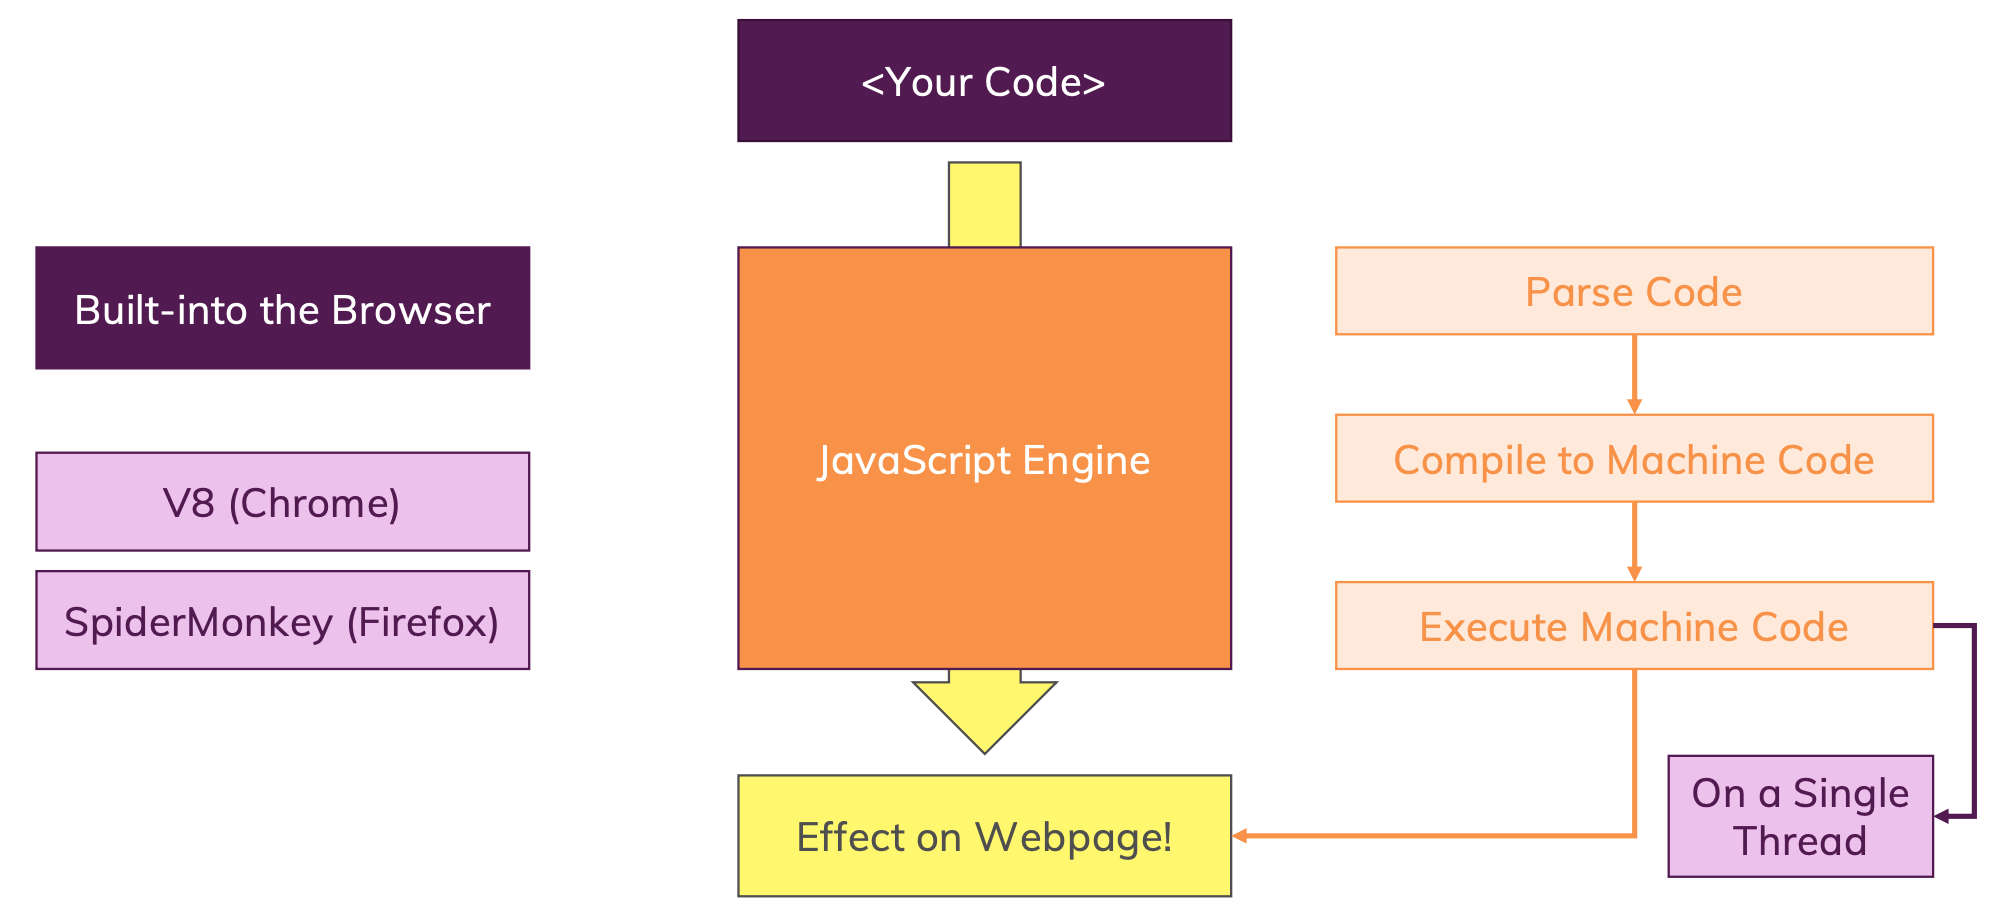 <Your Code>
Built-into the Browser
V8 (Chrome)
SpiderMonkey (Firefox)
JavaScript Engine
Parse Code
Compile to Machine Code
Execute Machine Code
On a Single
Thread
Effect on Webpage!